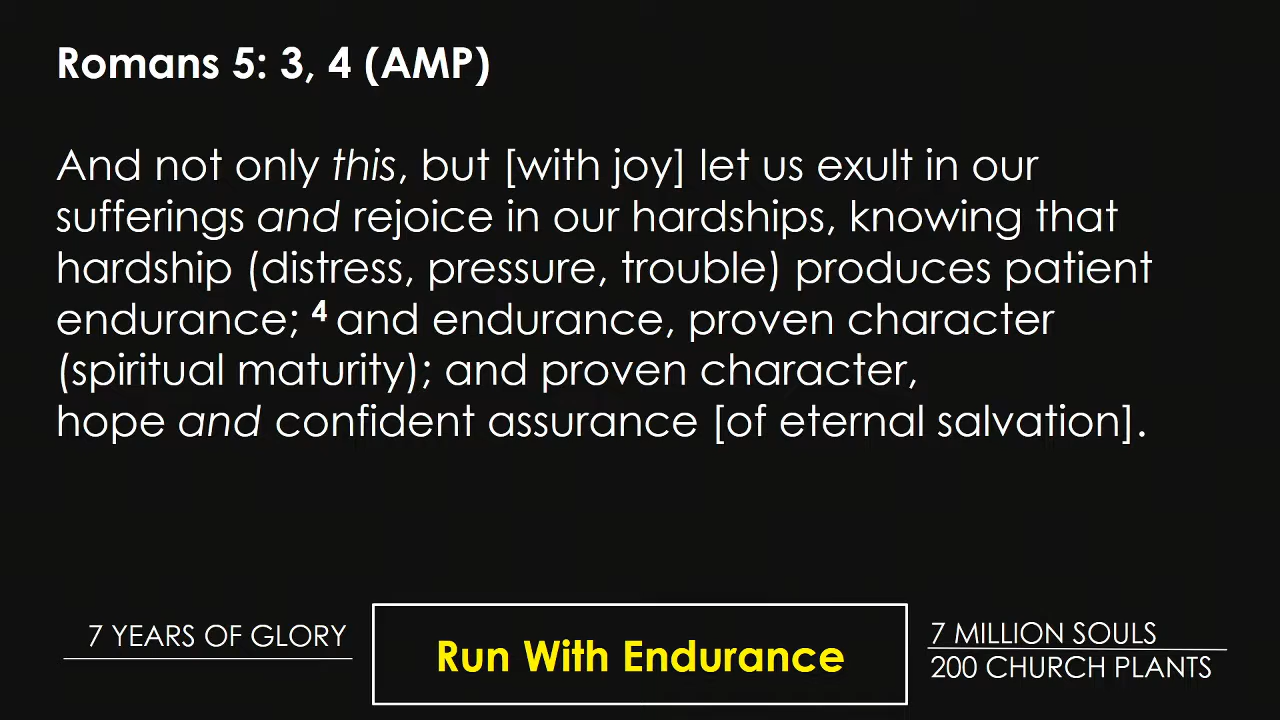 Romans 5: 3, 4 (AMP)
And not only this, but [with joy] let us exult in our
sufferings and rejoice in our hardships, knowing that
hardship (distress, pressure, trouble) produces patient
endurance; 4 and endurance, proven character
(spiritual maturity); and proven character,
hope and confident assurance [of eternal salvation].
7 YEARS OF GLORY
Run With Endurance
7 MILLION SOULS
200 CHURCH PLANTS